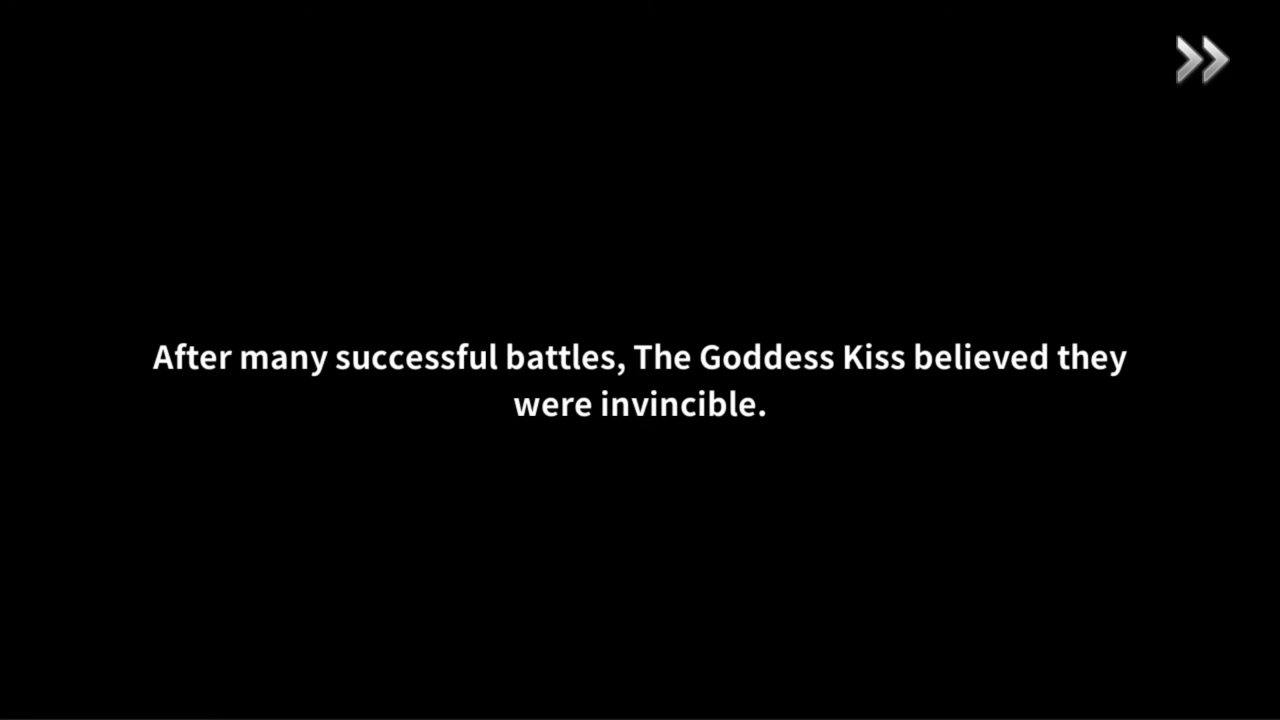 After many successful battles, The Goddess Kiss believed they
were invincible.